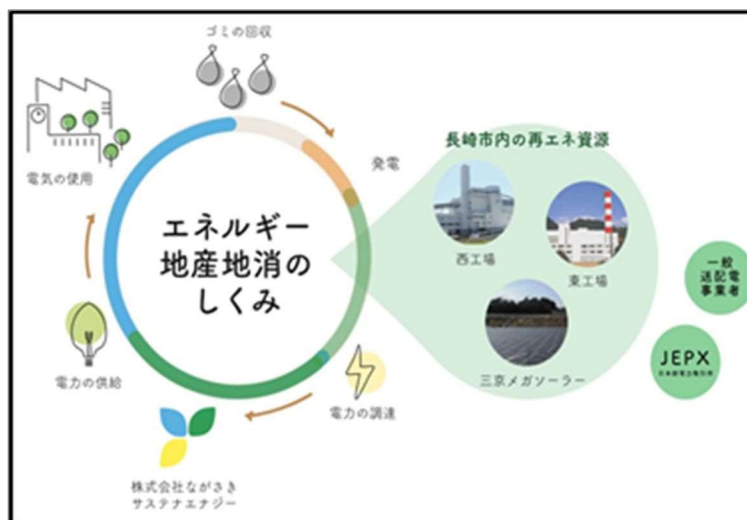 ゴミの回収
発電
長崎市内の再エネ資源
西工場
東工場
三京メガソーラー
一般
送配電
事業者
JEPX
電力の調達
株式会社ながさき
サステナエナジー
電力の供給
電気の使用
エネルギー
地産地消の
しくみ